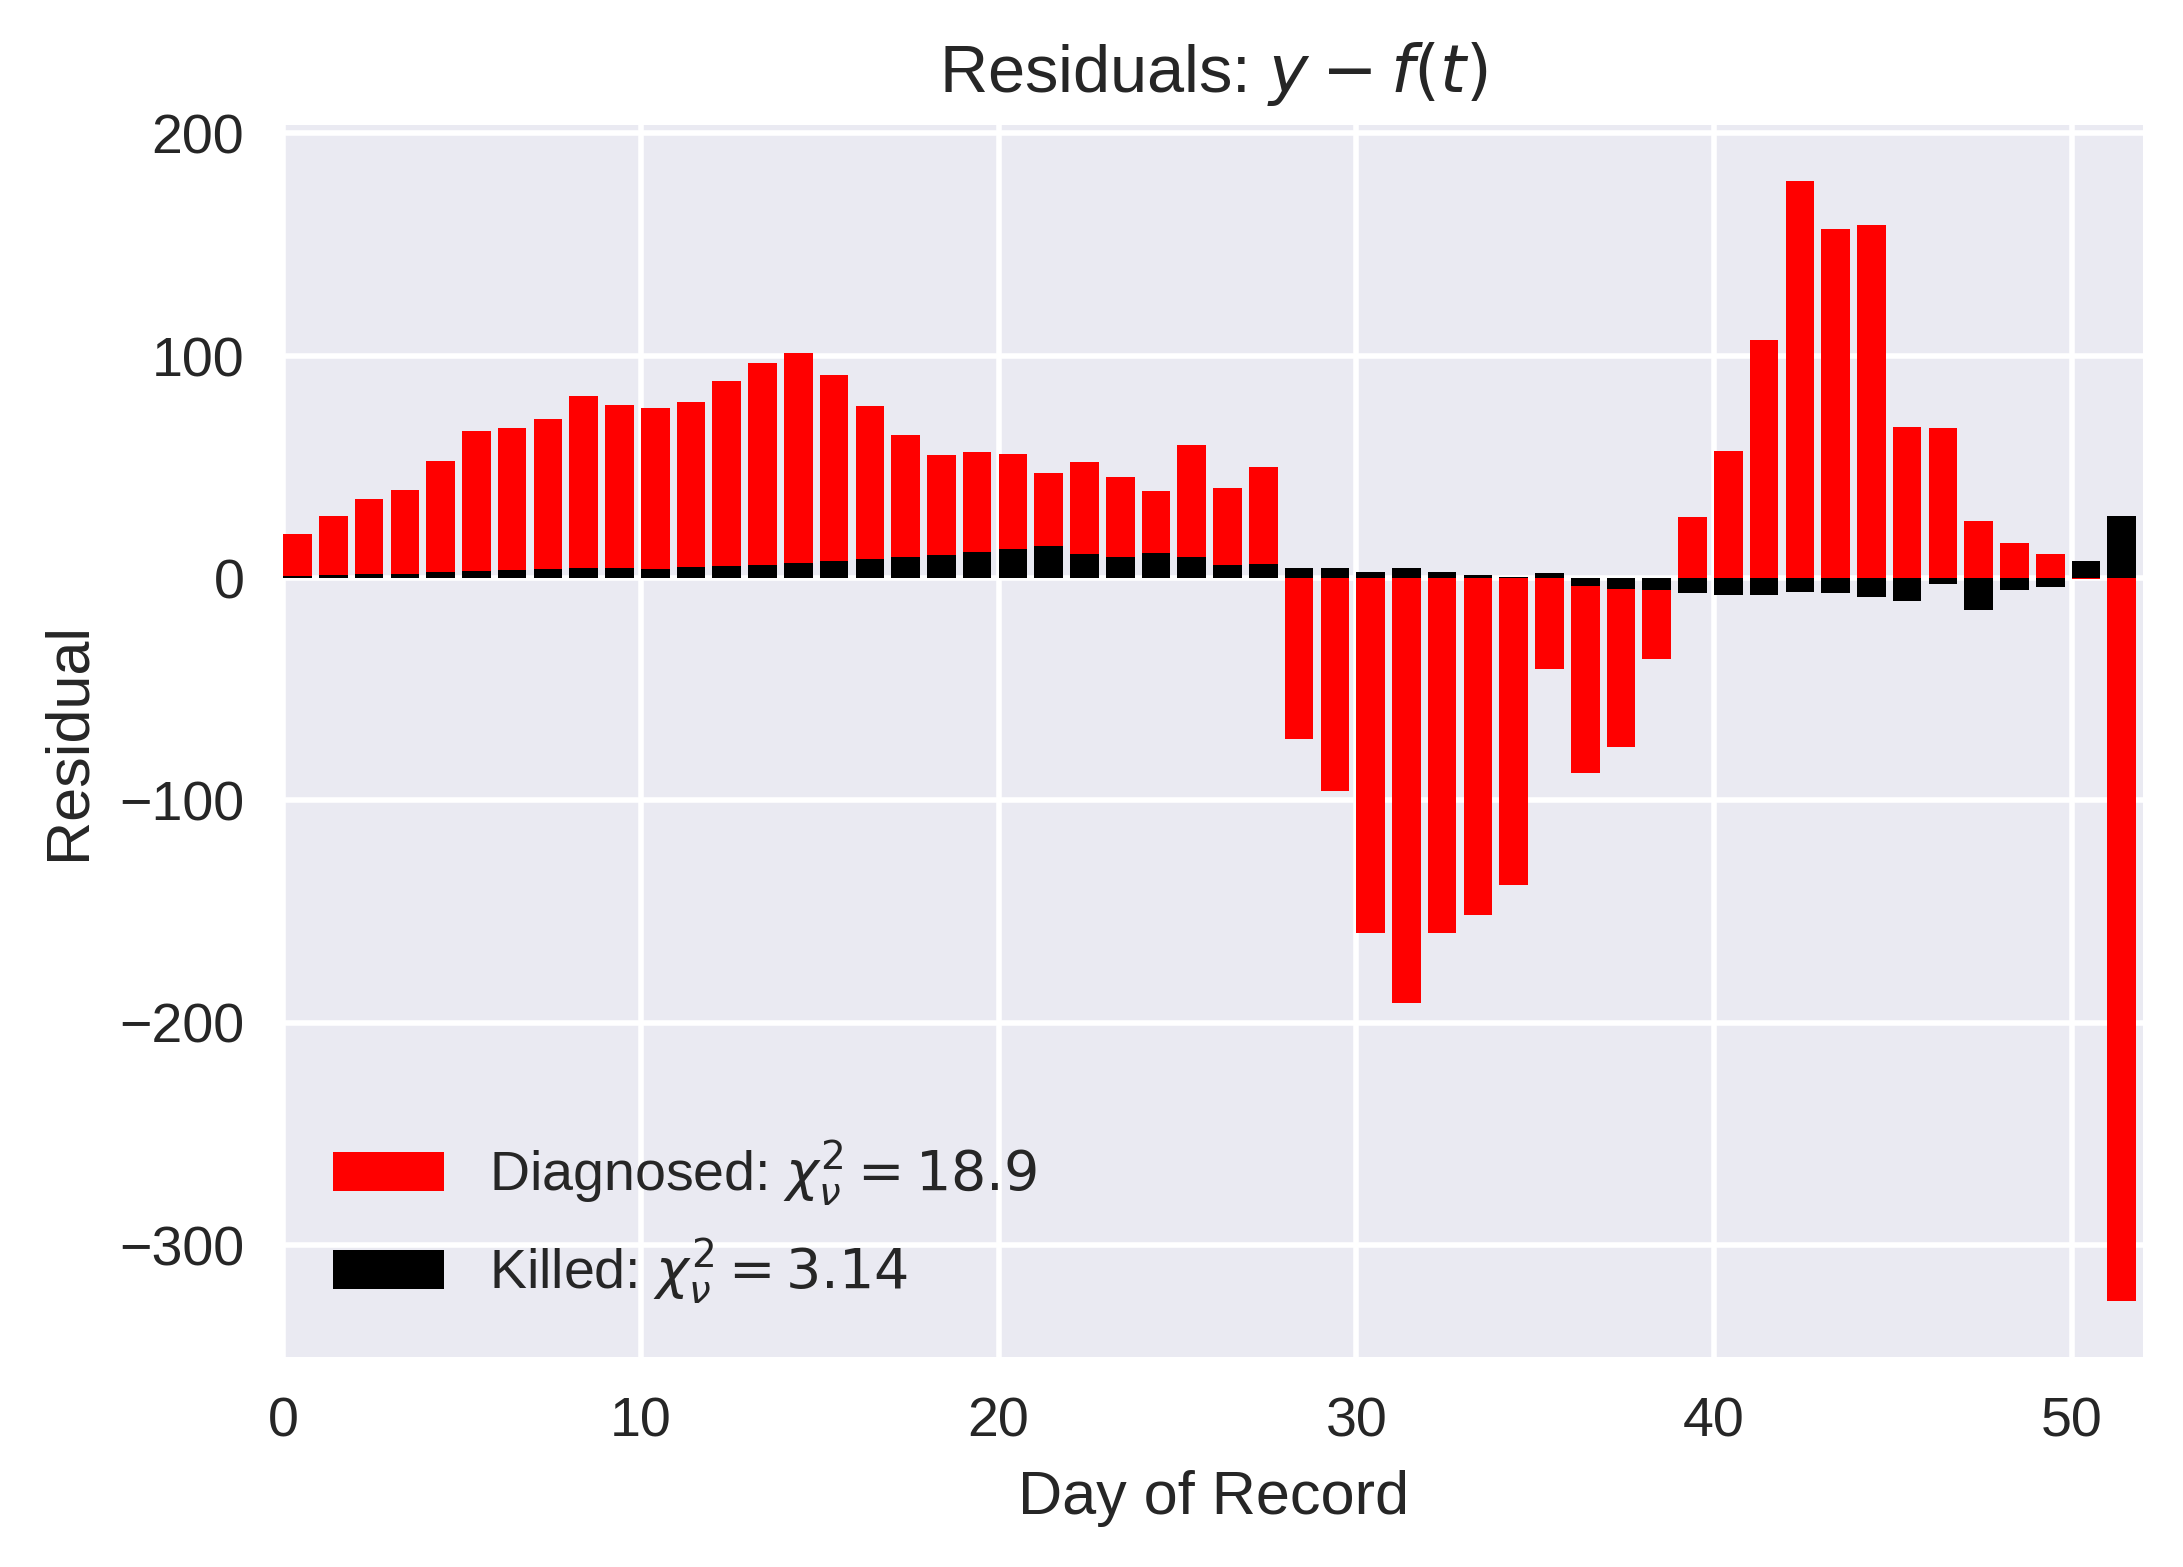 Residuals: y − f(t)
200
100
0
−100
−200
−300
Residual
Diagnosed: χ²ᵥ = 18.9
Killed: χ²ᵥ = 3.14
0 10 20 30 40 50
Day of Record